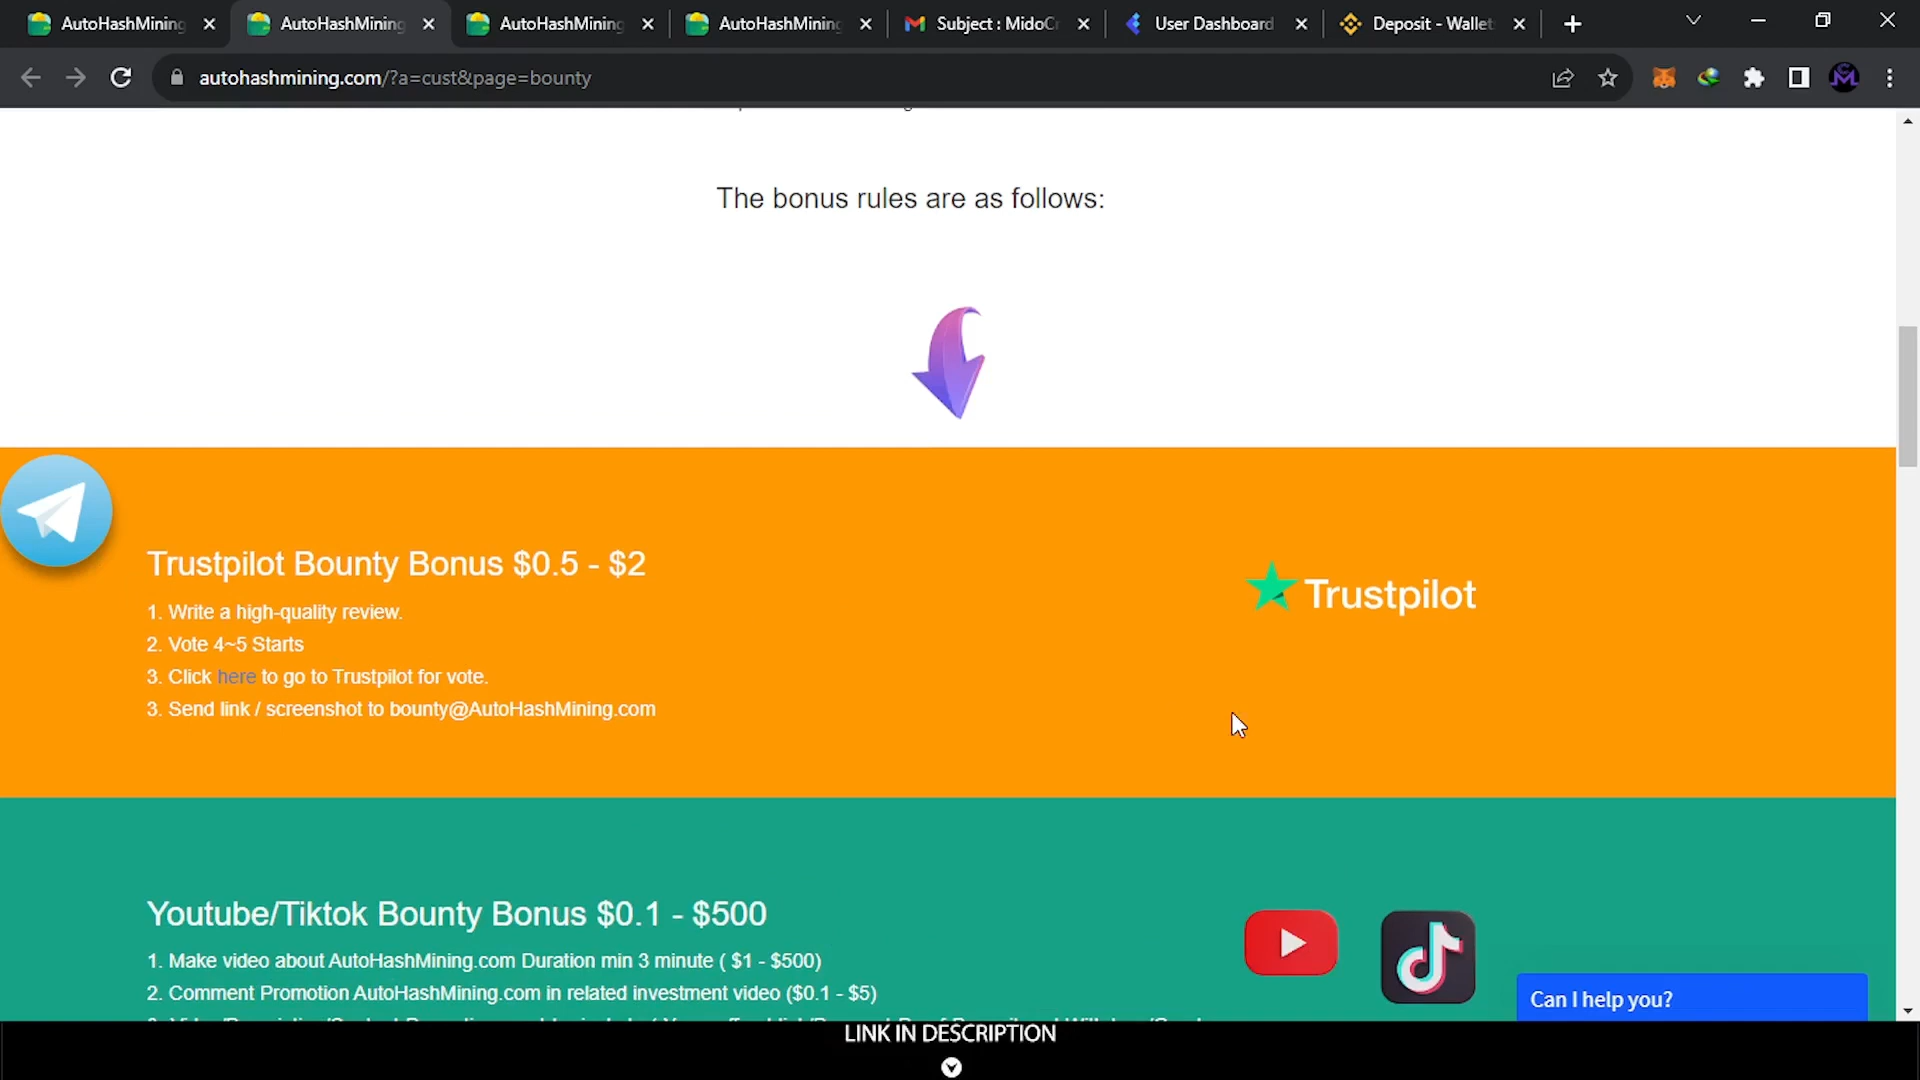 AutoHashMining
AutoHashMining
AutoHashMining
AutoHashMining
Subject : MidoCr
User Dashboard
Deposit - Wallet
autohashmining.com/?a=cust&page=bounty
The bonus rules are as follows:
Trustpilot Bounty Bonus $0.5 - $2
1. Write a high-quality review.
2. Vote 4~5 Starts
3. Click here to go to Trustpilot for vote.
3. Send link / screenshot to bounty@AutoHashMining.com
Trustpilot
Youtube/Tiktok Bounty Bonus $0.1 - $500
1. Make video about AutoHashMining.com Duration min 3 minute ( $1 - $500)
2. Comment Promotion AutoHashMining.com in related investment video ($0.1 - $5)
Can I help you?
LINK IN DESCRIPTION